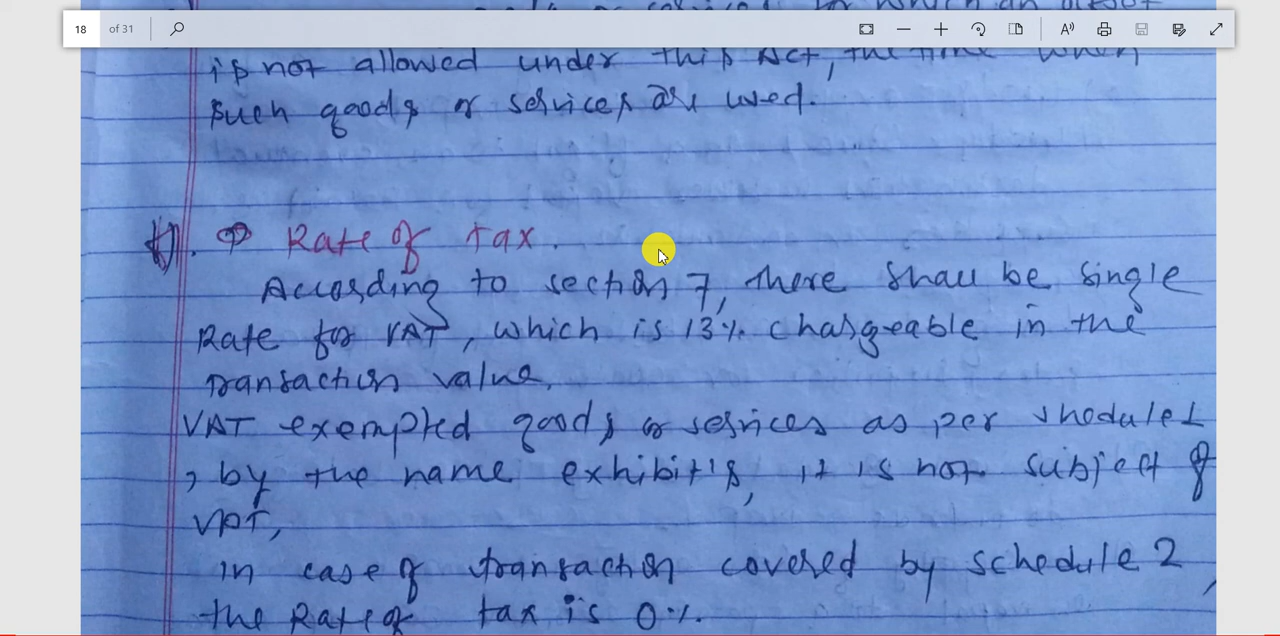 18 of 31
is not allowed under this Act, the time when
such goods or services are used.
Rate of tax.
According to section 7, there shall be single
Rate for VAT, which is 13% chargeable in the
transaction value.
VAT exempted goods or services as per shedule 1
, by the name exhibit's, it is not subject of
VAT,
in case of transaction covered by schedule 2,
the Rate of tax is 0%.